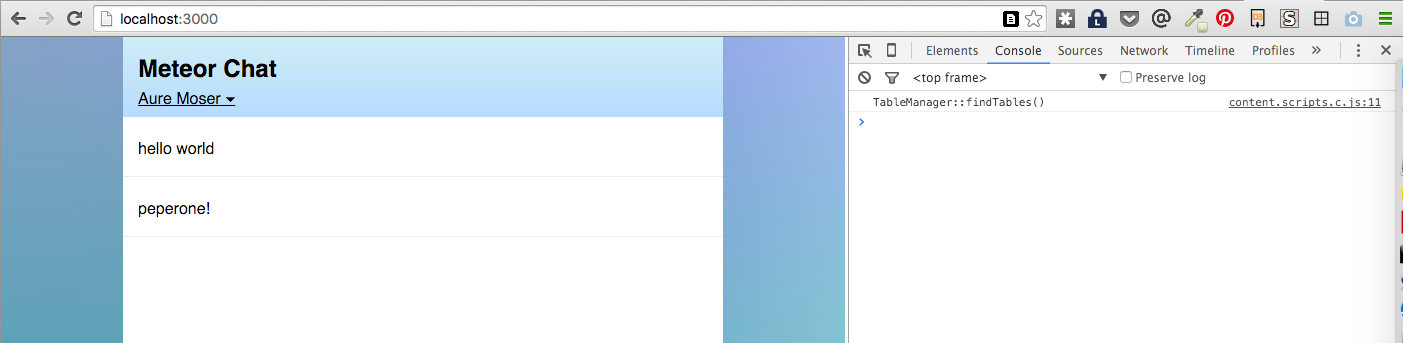 localhost:3000
Meteor Chat
Aure Moser
hello world
peperone!
Elements Console Sources Network Timeline Profiles »
<top frame> Preserve log
TableManager::findTables() content.scripts.c.js:11